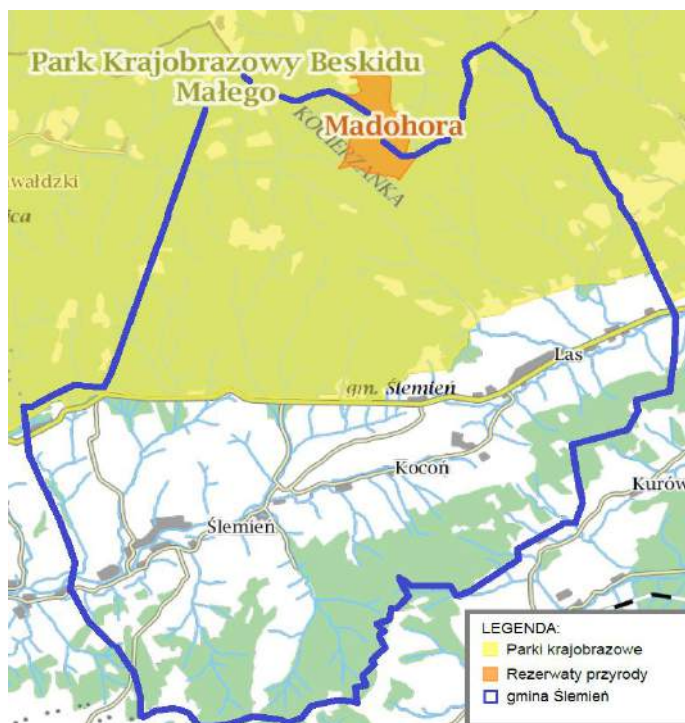 Park Krajobrazowy Beskidu
Małego
Madohora
KOCIERZANKA
wałdzki
ica
Las
gm. Ślemień
Kocoń
Kurów
Ślemień
LEGENDA:
Parki krajobrazowe
Rezerwaty przyrody
gmina Ślemień